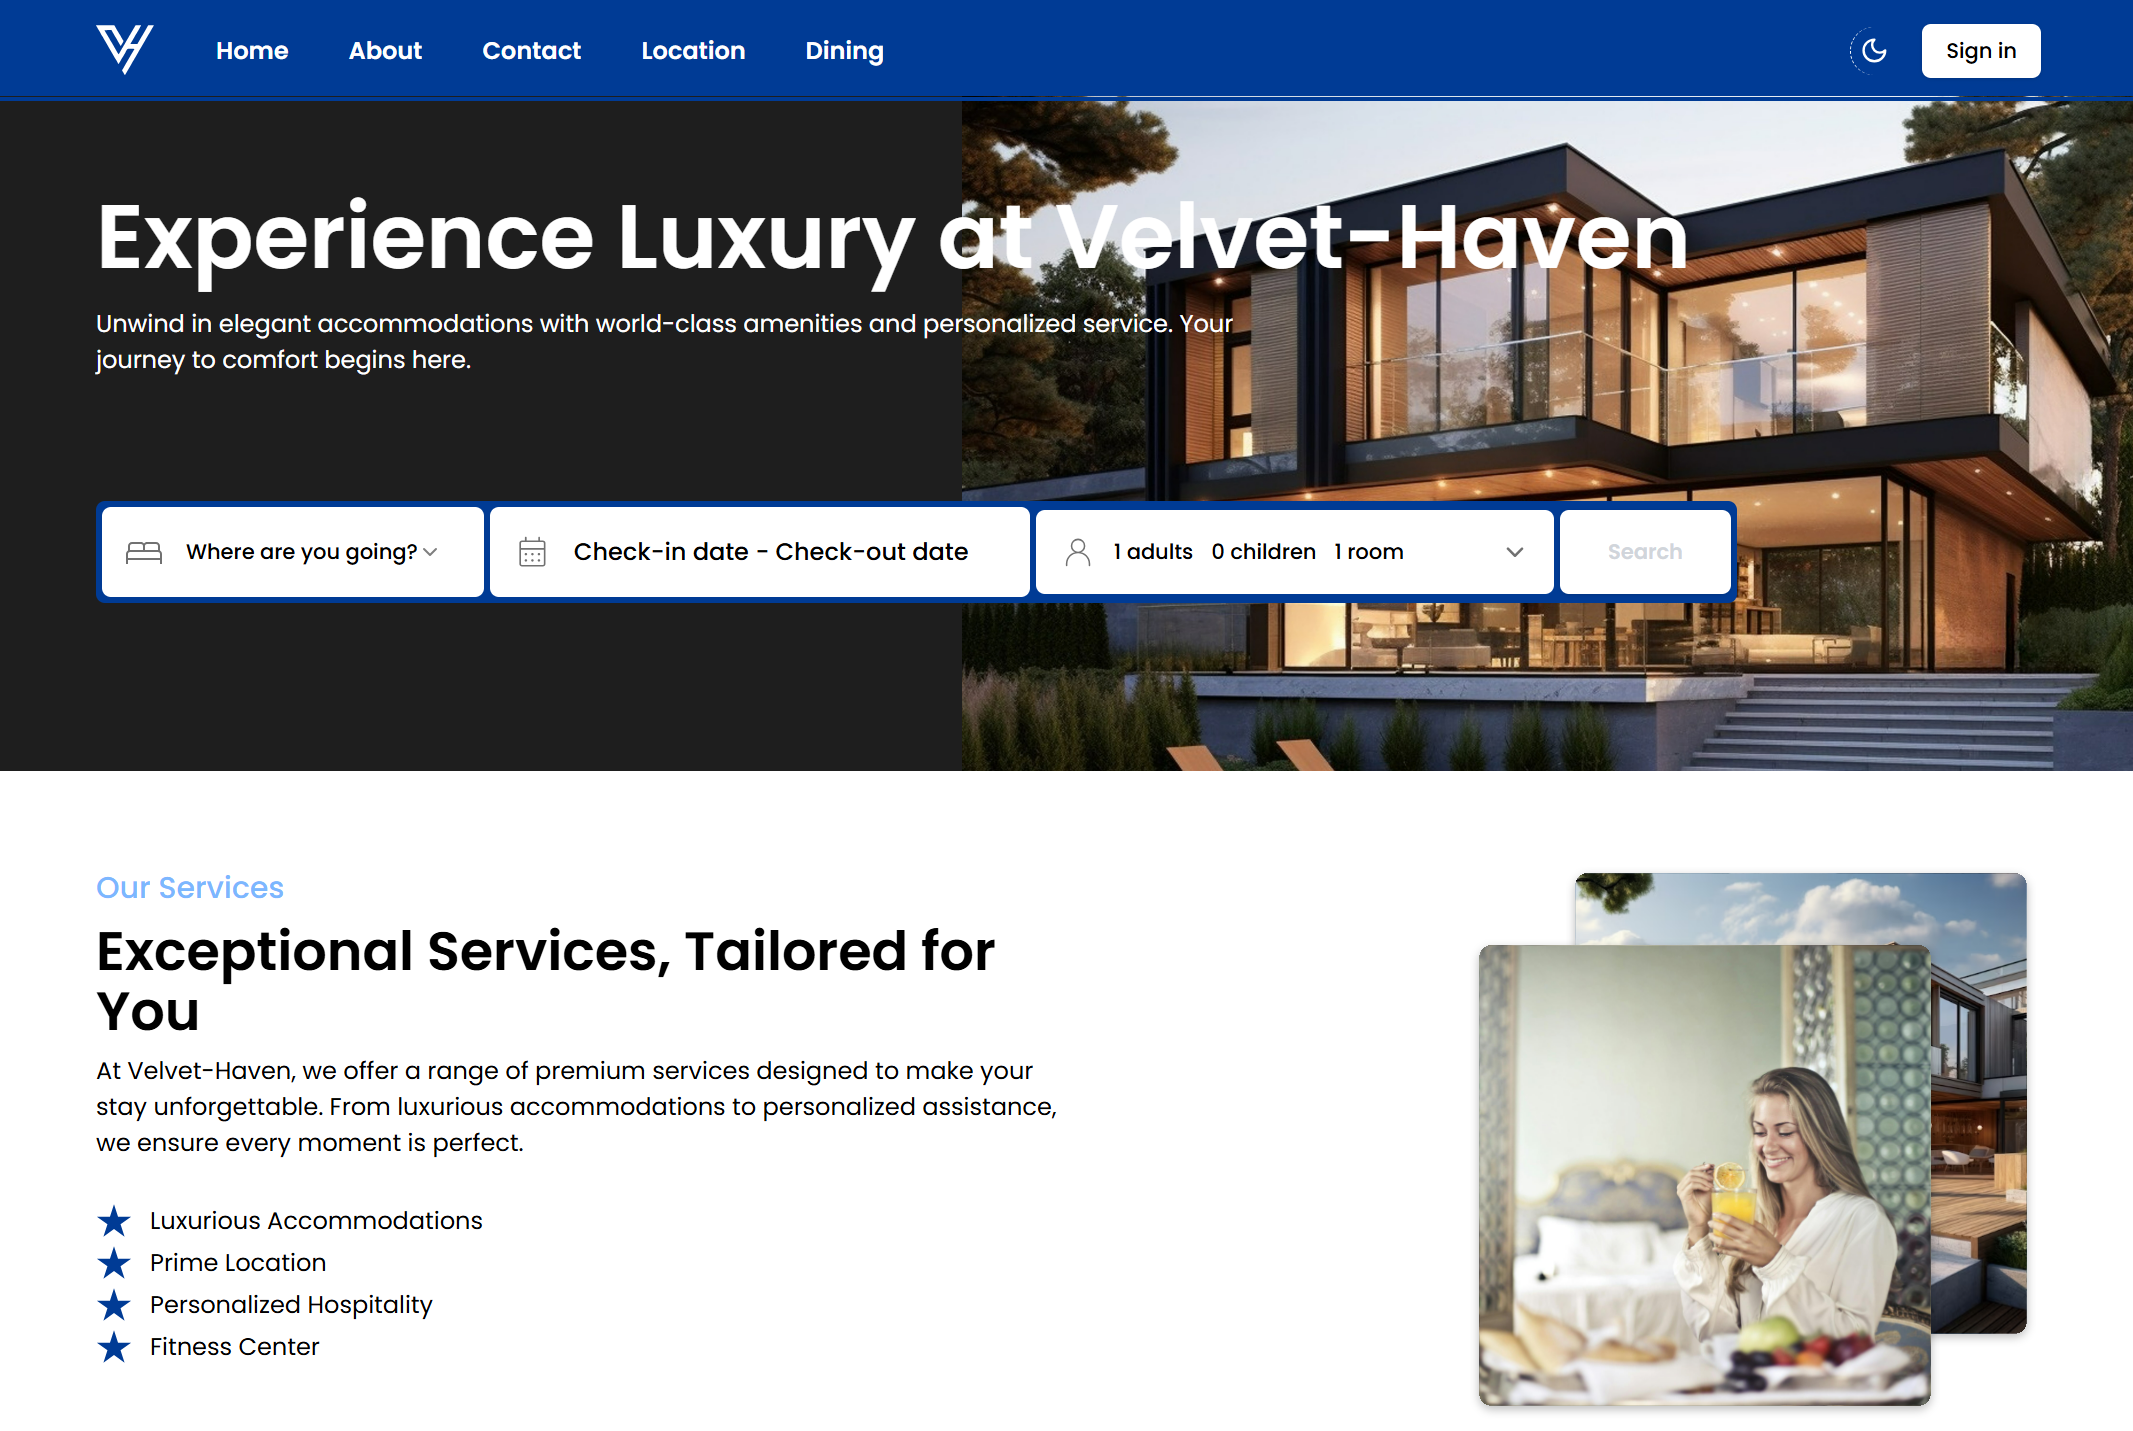 Home About Contact Location Dining Sign in
Experience Luxury at Velvet-Haven
Unwind in elegant accommodations with world-class amenities and personalized service. Your
journey to comfort begins here.
Where are you going? Check-in date - Check-out date 1 adults 0 children 1 room Search
Our Services
Exceptional Services, Tailored for
You
At Velvet-Haven, we offer a range of premium services designed to make your
stay unforgettable. From luxurious accommodations to personalized assistance,
we ensure every moment is perfect.
Luxurious Accommodations
Prime Location
Personalized Hospitality
Fitness Center